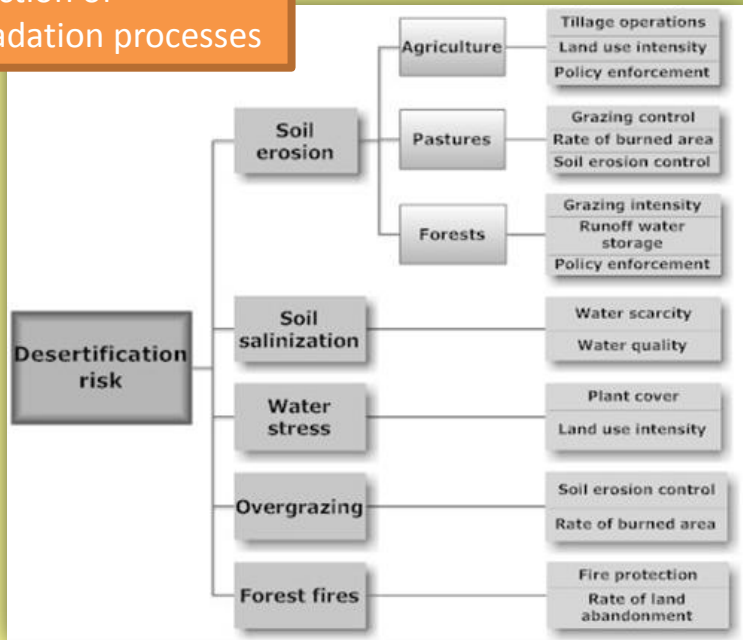 adation processes
Agriculture
Tillage operations
Land use intensity
Policy enforcement
Soil
erosion
Pastures
Grazing control
Rate of burned area
Soil erosion control
Forests
Grazing intensity
Runoff water
storage
Policy enforcement
Desertification
risk
Soil
salinization
Water scarcity
Water quality
Water
stress
Plant cover
Land use intensity
Overgrazing
Soil erosion control
Rate of burned area
Forest fires
Fire protection
Rate of land
abandonment